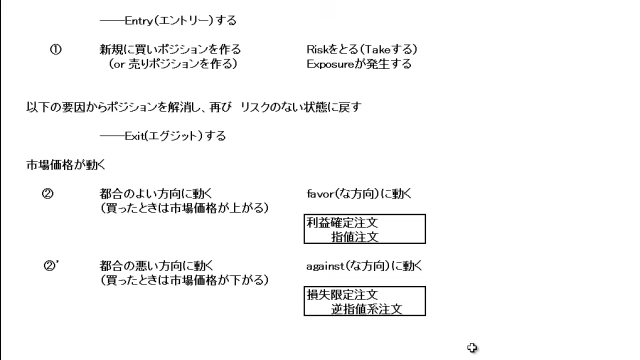 ――Entry(エントリー)する
① 新規に買いポジションを作る Riskをとる(Takeする)
(or 売りポジションを作る) Exposureが発生する
以下の要因からポジションを解消し、再び リスクのない状態に戻す
――Exit(エグジット)する
市場価格が動く
② 都合のよい方向に動く favor(な方向)に動く
(買ったときは市場価格が上がる)
利益確定注文
指値注文
②' 都合の悪い方向に動く against(な方向)に動く
(買ったときは市場価格が下がる)
損失限定注文
逆指値系注文